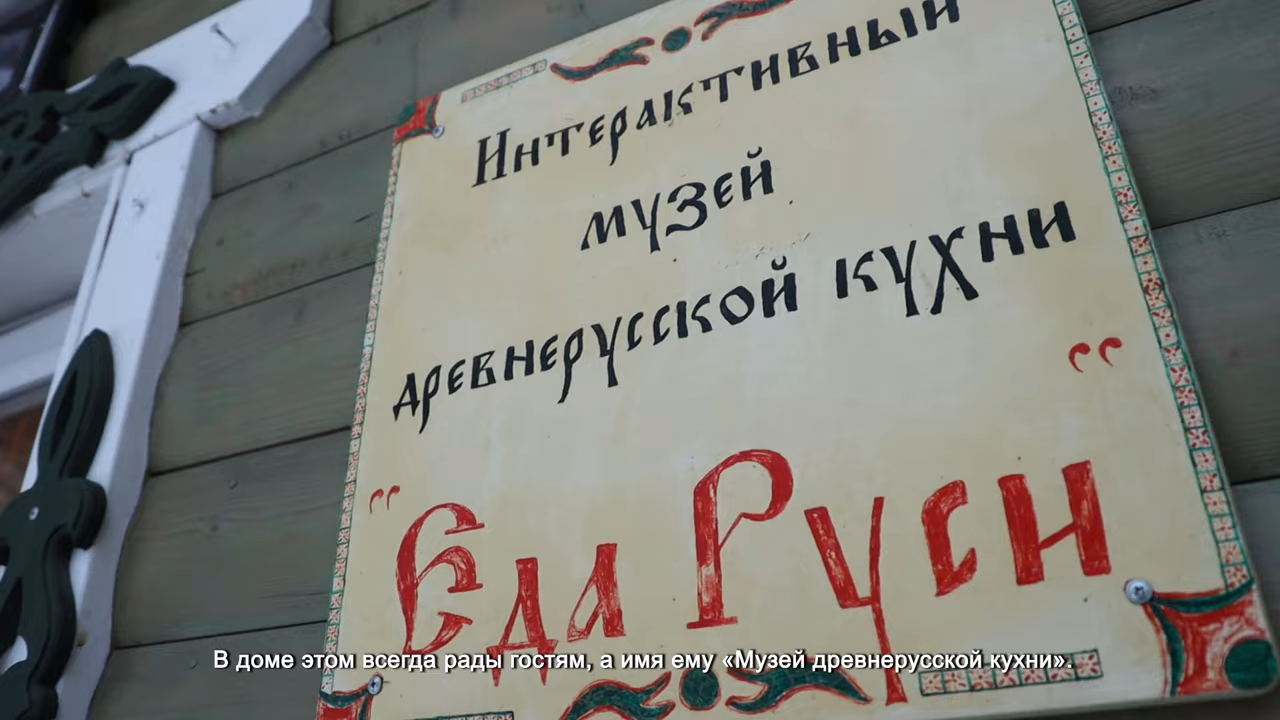 Интерактивный
музей
древнерусской кухни
"Еда Руси"
В доме этом всегда рады гостям, а имя ему «Музей древнерусской кухни».